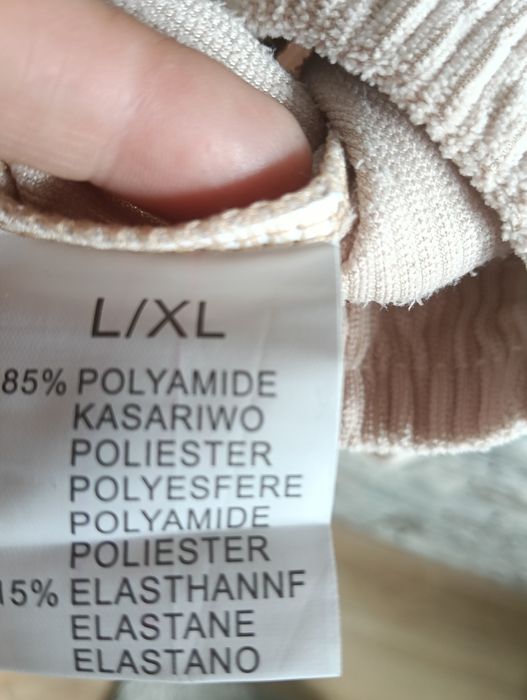 L/XL
85% POLYAMIDE
KASARIWO
POLIESTER
POLYESFERE
POLYAMIDE
POLIESTER
15% ELASTHANNF
ELASTANE
ELASTANO